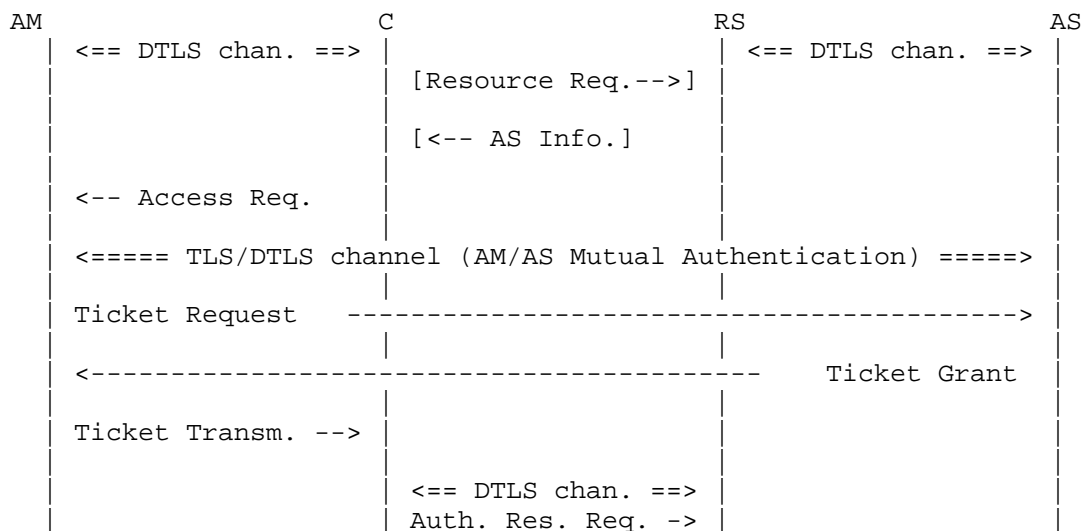 AM C RS AS
<== DTLS chan. ==> <== DTLS chan. ==>
[Resource Req.-->]
[<-- AS Info.]
<-- Access Req.
<===== TLS/DTLS channel (AM/AS Mutual Authentication) =====>
Ticket Request ------------------------------------------>
<------------------------------------------ Ticket Grant
Ticket Transm. -->
<== DTLS chan. ==>
Auth. Res. Req. ->